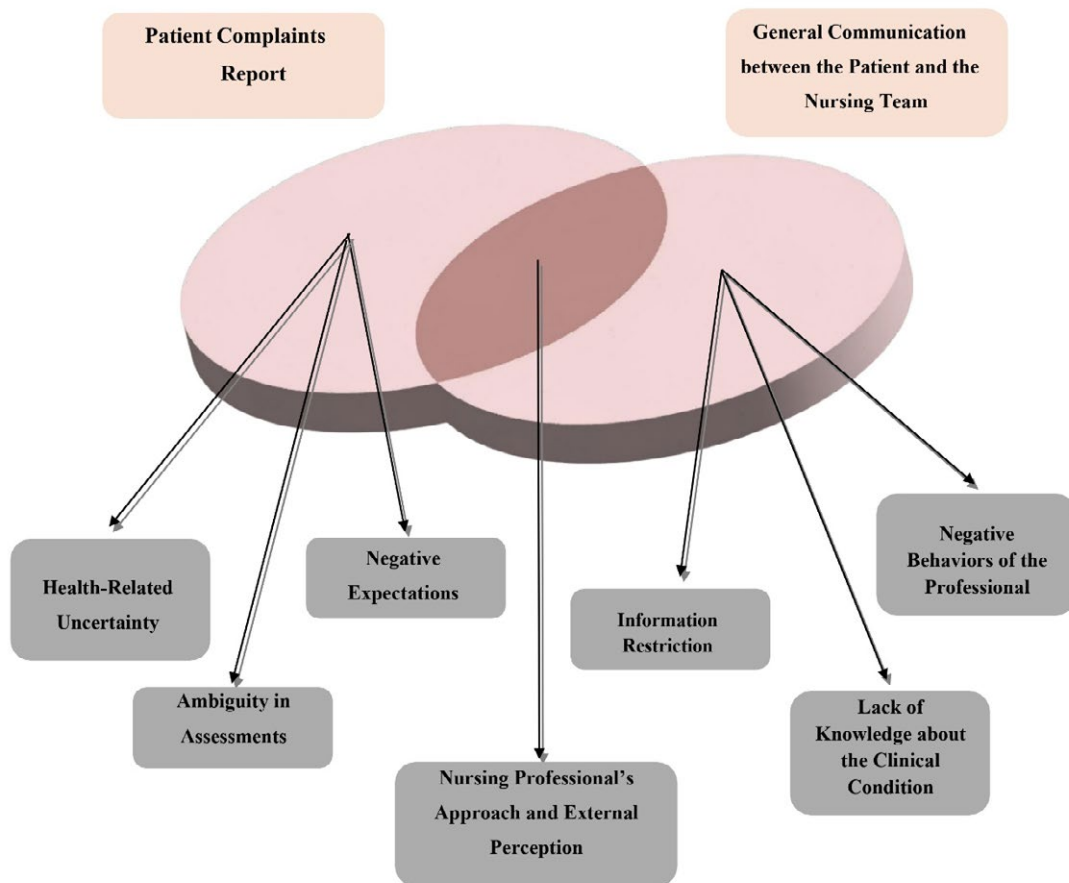 Patient Complaints
Report
General Communication
between the Patient and the
Nursing Team
Health-Related
Uncertainty
Ambiguity in
Assessments
Negative
Expectations
Nursing Professional's
Approach and External
Perception
Information
Restriction
Lack of
Knowledge about
the Clinical
Condition
Negative
Behaviors of the
Professional